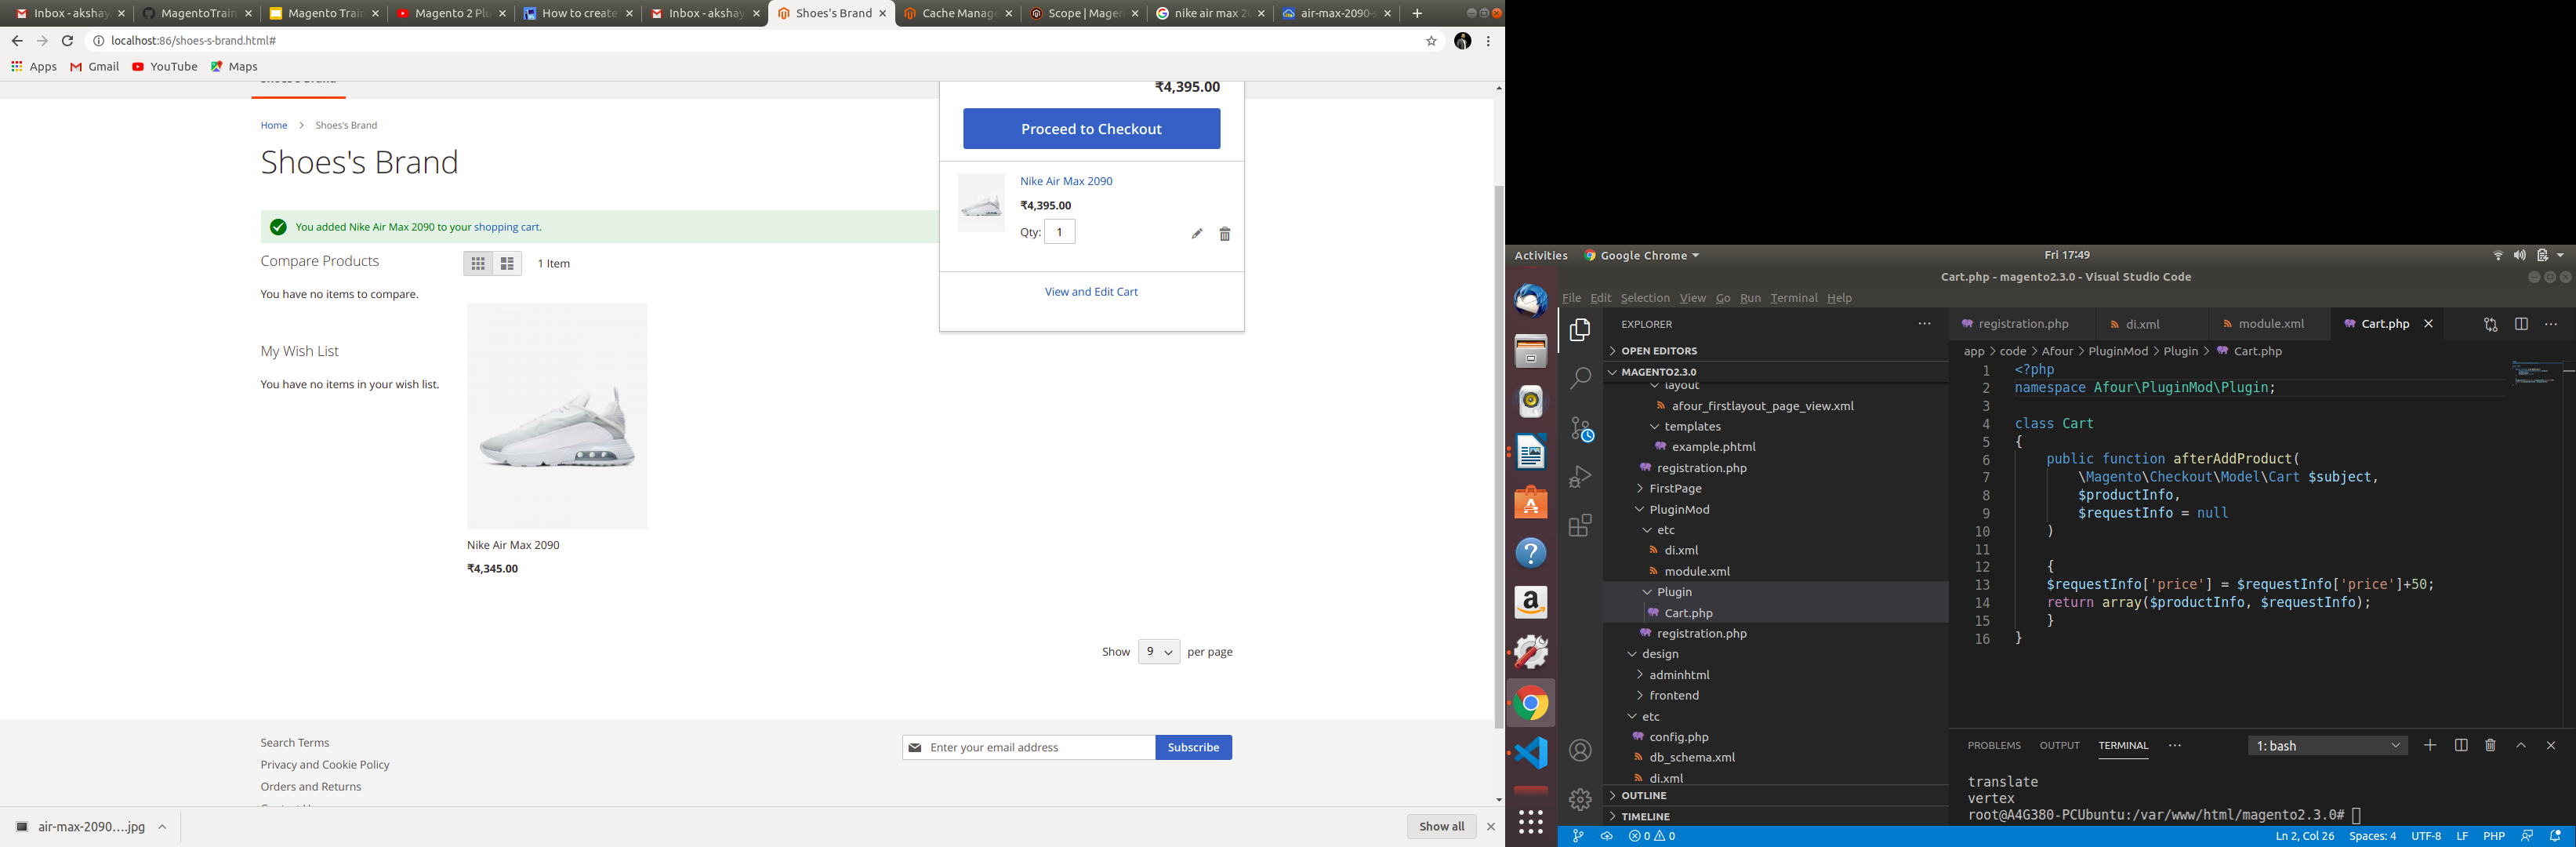 Inbox - akshay
MagentoTrain
Magento Train
Magento 2 Plu
How to create
Inbox - akshay
Shoes's Brand
Cache Manage
Scope | Magen
nike air max 20
air-max-2090-
localhost:86/shoes-s-brand.html#
Apps
Gmail
YouTube
Maps
₹4,395.00
Proceed to Checkout
Home > Shoes's Brand
Shoes's Brand
Nike Air Max 2090
₹4,395.00
Qty: 1
You added Nike Air Max 2090 to your shopping cart.
View and Edit Cart
Compare Products
1 Item
You have no items to compare.
My Wish List
You have no items in your wish list.
Nike Air Max 2090
₹4,345.00
Show 9 per page
Search Terms
Privacy and Cookie Policy
Orders and Returns
Enter your email address
Subscribe
air-max-2090....jpg
Show all
Activities
Google Chrome
Fri 17:49
Cart.php - magento2.3.0 - Visual Studio Code
File Edit Selection View Go Run Terminal Help
EXPLORER
OPEN EDITORS
MAGENTO2.3.0
layout
afour_firstlayout_page_view.xml
templates
example.phtml
registration.php
FirstPage
PluginMod
etc
di.xml
module.xml
Plugin
Cart.php
registration.php
design
adminhtml
frontend
etc
config.php
db_schema.xml
di.xml
OUTLINE
TIMELINE
registration.php
di.xml
module.xml
Cart.php
app > code > Afour > PluginMod > Plugin > Cart.php
1 <?php
2 namespace Afour\PluginMod\Plugin;
3
4 class Cart
5 {
6 public function afterAddProduct(
7 \Magento\Checkout\Model\Cart $subject,
8 $productInfo,
9 $requestInfo = null
10 )
11
12 {
13 $requestInfo['price'] = $requestInfo['price']+50;
14 return array($productInfo, $requestInfo);
15 }
16 }
PROBLEMS OUTPUT TERMINAL
1: bash
translate
vertex
root@A4G380-PCUbuntu:/var/www/html/magento2.3.0#
0 0
Ln 2, Col 26 Spaces: 4 UTF-8 LF PHP